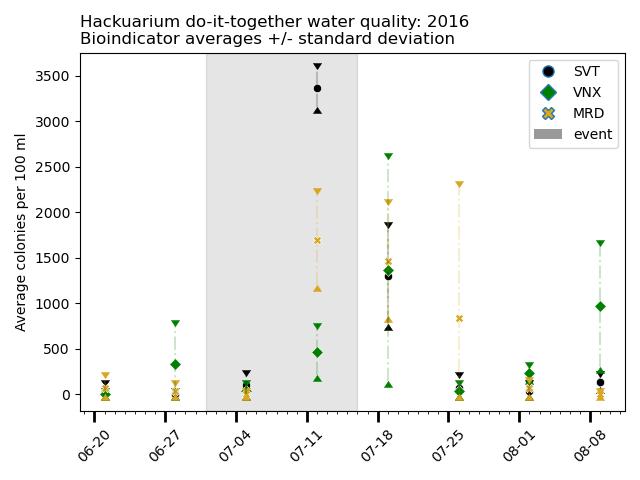 Hackuarium do-it-together water quality: 2016
Bioindicator averages +/- standard deviation
Average colonies per 100 ml
3500
3000
2500
2000
1500
1000
500
0
SVT
VNX
MRD
event
06-20
06-27
07-04
07-11
07-18
07-25
08-01
08-08